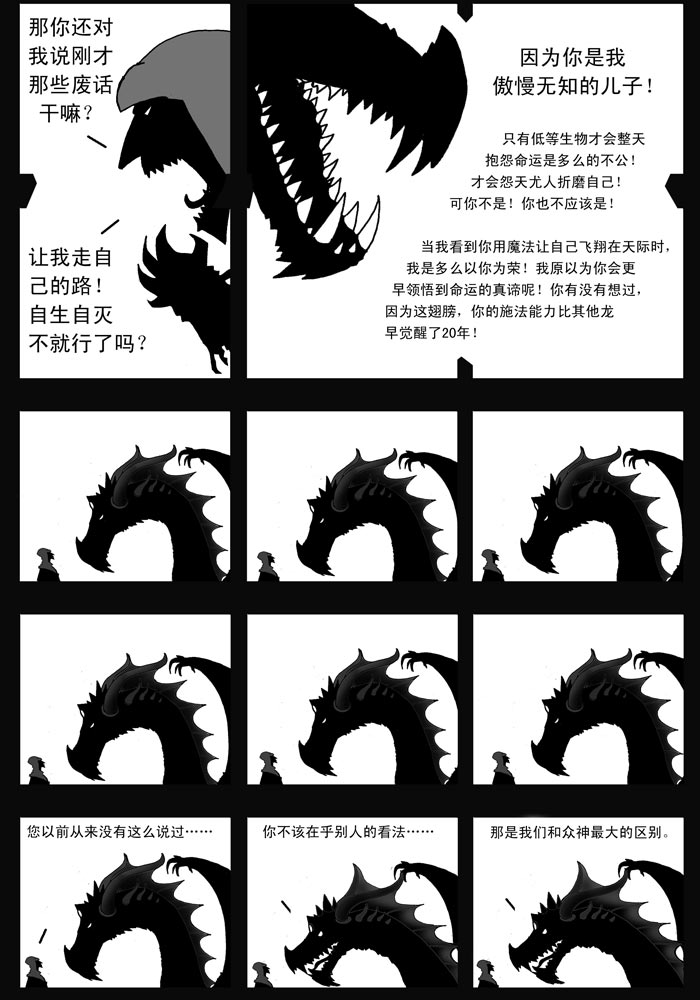 那你还对
我说刚才
那些废话
干嘛？
让我走自
己的路！
自生自灭
不就行了吗？
因为你是我
傲慢无知的儿子！
只有低等生物才会整天
抱怨命运是多么的不公！
才会怨天尤人折磨自己！
可你不是！你也不应该是！
当我看到你用魔法让自己飞翔在天际时，
我是多么以你为荣！我原以为你会更
早领悟到命运的真谛呢！你有没有想过，
因为这翅膀，你的施法能力比其他龙
早觉醒了20年！
您以前从来没有这么说过……
你不该在乎别人的看法……
那是我们和众神最大的区别。